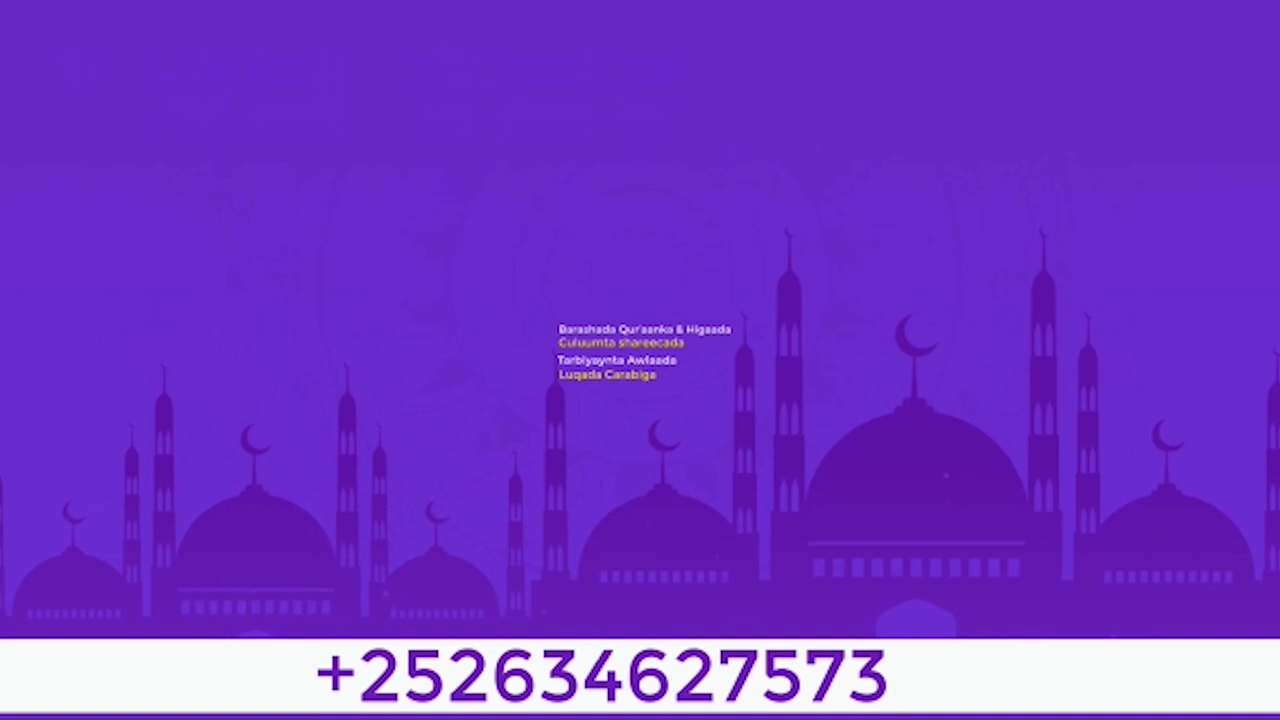 Barashada Qur'aanka & Higaada
Culuumta shareecada
Tarbiyaynta Awlaada
Luqada Carabiga
+252634627573